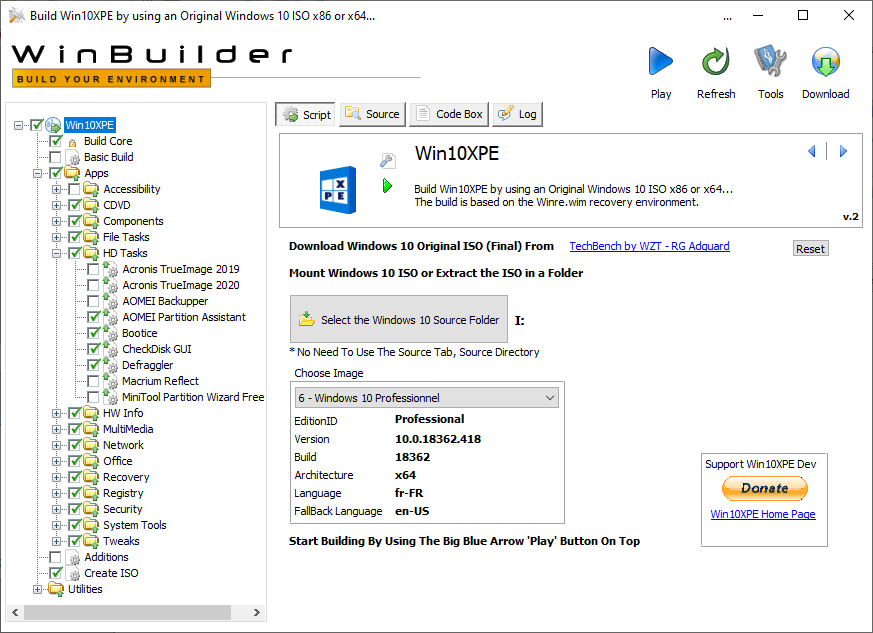 Build Win10XPE by using an Original Windows 10 ISO x86 or x64...
...
WinBuilder
BUILD YOUR ENVIRONMENT
Play
Refresh
Tools
Download
Win10XPE
Build Core
Basic Build
Apps
Accessibility
CDVD
Components
File Tasks
HD Tasks
Acronis TrueImage 2019
Acronis TrueImage 2020
AOMEI Backupper
AOMEI Partition Assistant
Bootice
CheckDisk GUI
Defraggler
Macrium Reflect
MiniTool Partition Wizard Free
HW Info
MultiMedia
Network
Office
Recovery
Registry
Security
System Tools
Tweaks
Additions
Create ISO
Utilities
Script
Source
Code Box
Log
X
P E
Win10XPE
Build Win10XPE by using an Original Windows 10 ISO x86 or x64...
The build is based on the Winre.wim recovery environment.
v.2
Download Windows 10 Original ISO (Final) From TechBench by WZT - RG Adguard
Reset
Mount Windows 10 ISO or Extract the ISO in a Folder
Select the Windows 10 Source Folder
I:
* No Need To Use The Source Tab, Source Directory
Choose Image
6 - Windows 10 Professionnel
EditionID Professional
Version 10.0.18362.418
Build 18362
Architecture x64
Language fr-FR
FallBack Language en-US
Support Win10XPE Dev
Donate
Win10XPE Home Page
Start Building By Using The Big Blue Arrow 'Play' Button On Top